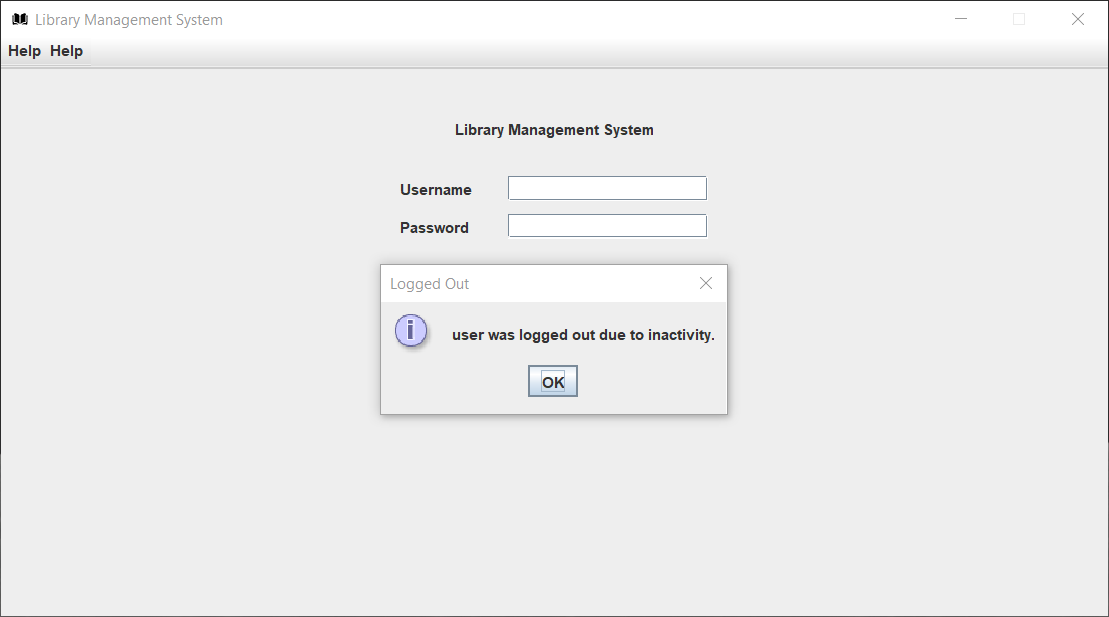 Library Management System
Help Help
Library Management System
Username
Password
Logged Out
i
user was logged out due to inactivity.
OK